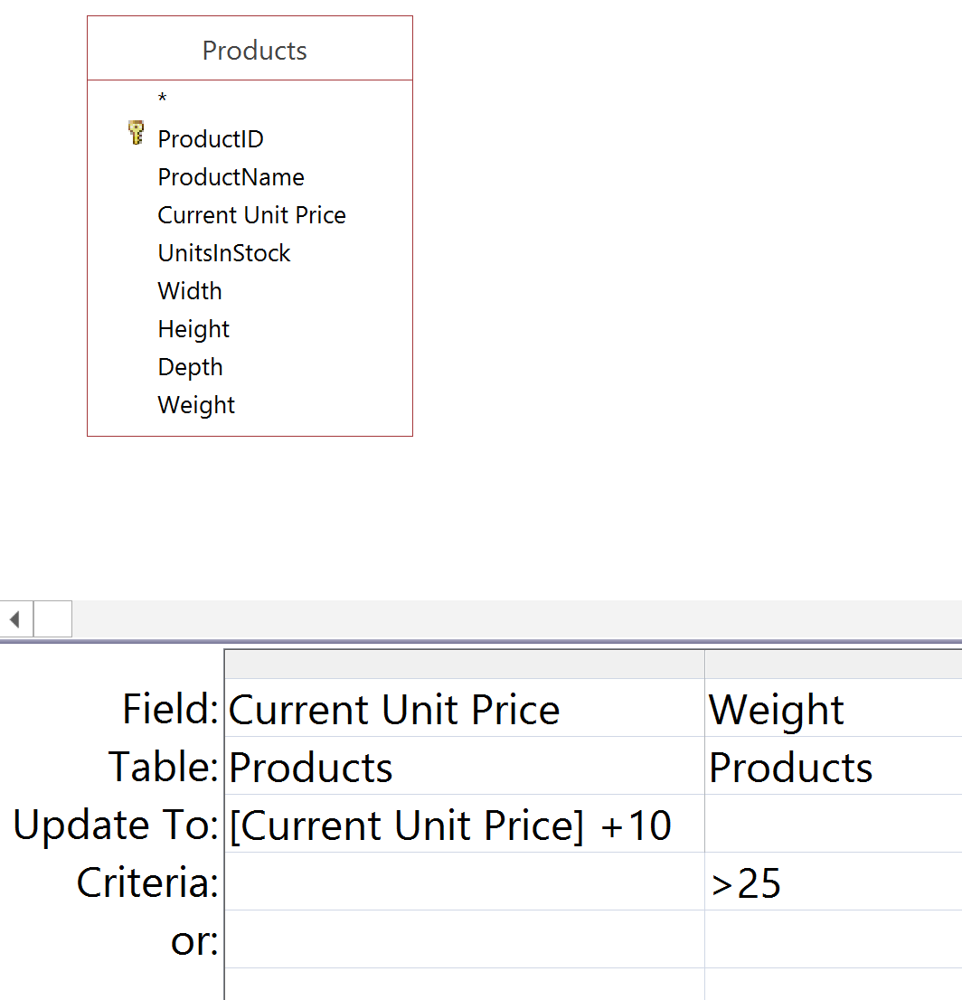 Products
*
ProductID
ProductName
Current Unit Price
UnitsInStock
Width
Height
Depth
Weight
Field: Current Unit Price Weight
Table: Products Products
Update To: [Current Unit Price] +10
Criteria: >25
or: